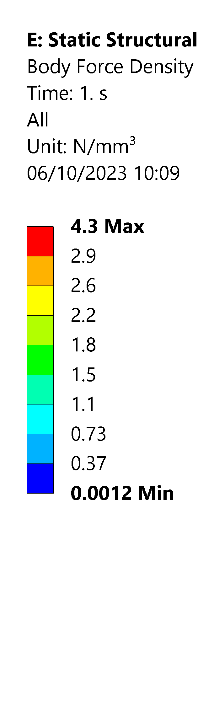 E: Static Structural
Body Force Density
Time: 1. s
All
Unit: N/mm³
06/10/2023 10:09
4.3 Max
2.9
2.6
2.2
1.8
1.5
1.1
0.73
0.37
0.0012 Min